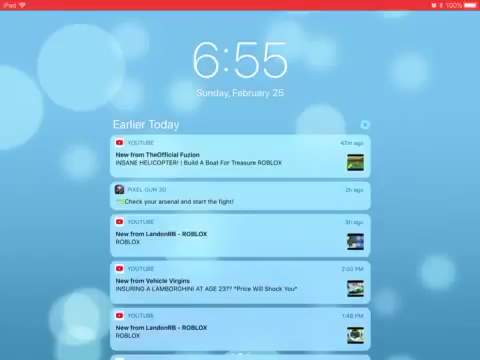 iPod
100%
6:55
Sunday, February 25
Earlier Today
YOUTUBE
47m ago
New from TheOfficial Fuzion
INSANE HELICOPTER! | Build A Boat For Treasure ROBLOX
PIXEL GUN 3D
2h ago
Check your arsenal and start the fight!
YOUTUBE
3h ago
New from LandonRB - ROBLOX
ROBLOX
YOUTUBE
2:00 PM
New from Vehicle Virgins
INSURING A LAMBORGHINI AT AGE 23?! *Price Will Shock You*
YOUTUBE
1:48 PM
New from LandonRB - ROBLOX
ROBLOX